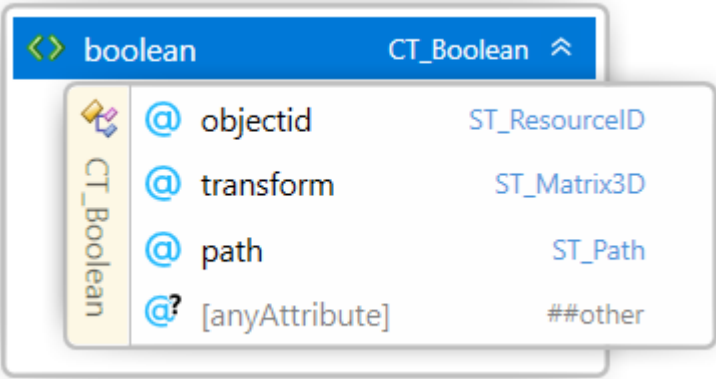 <> boolean CT_Boolean
CT_Boolean
@ objectid ST_ResourceID
@ transform ST_Matrix3D
@ path ST_Path
@? [anyAttribute] ##other